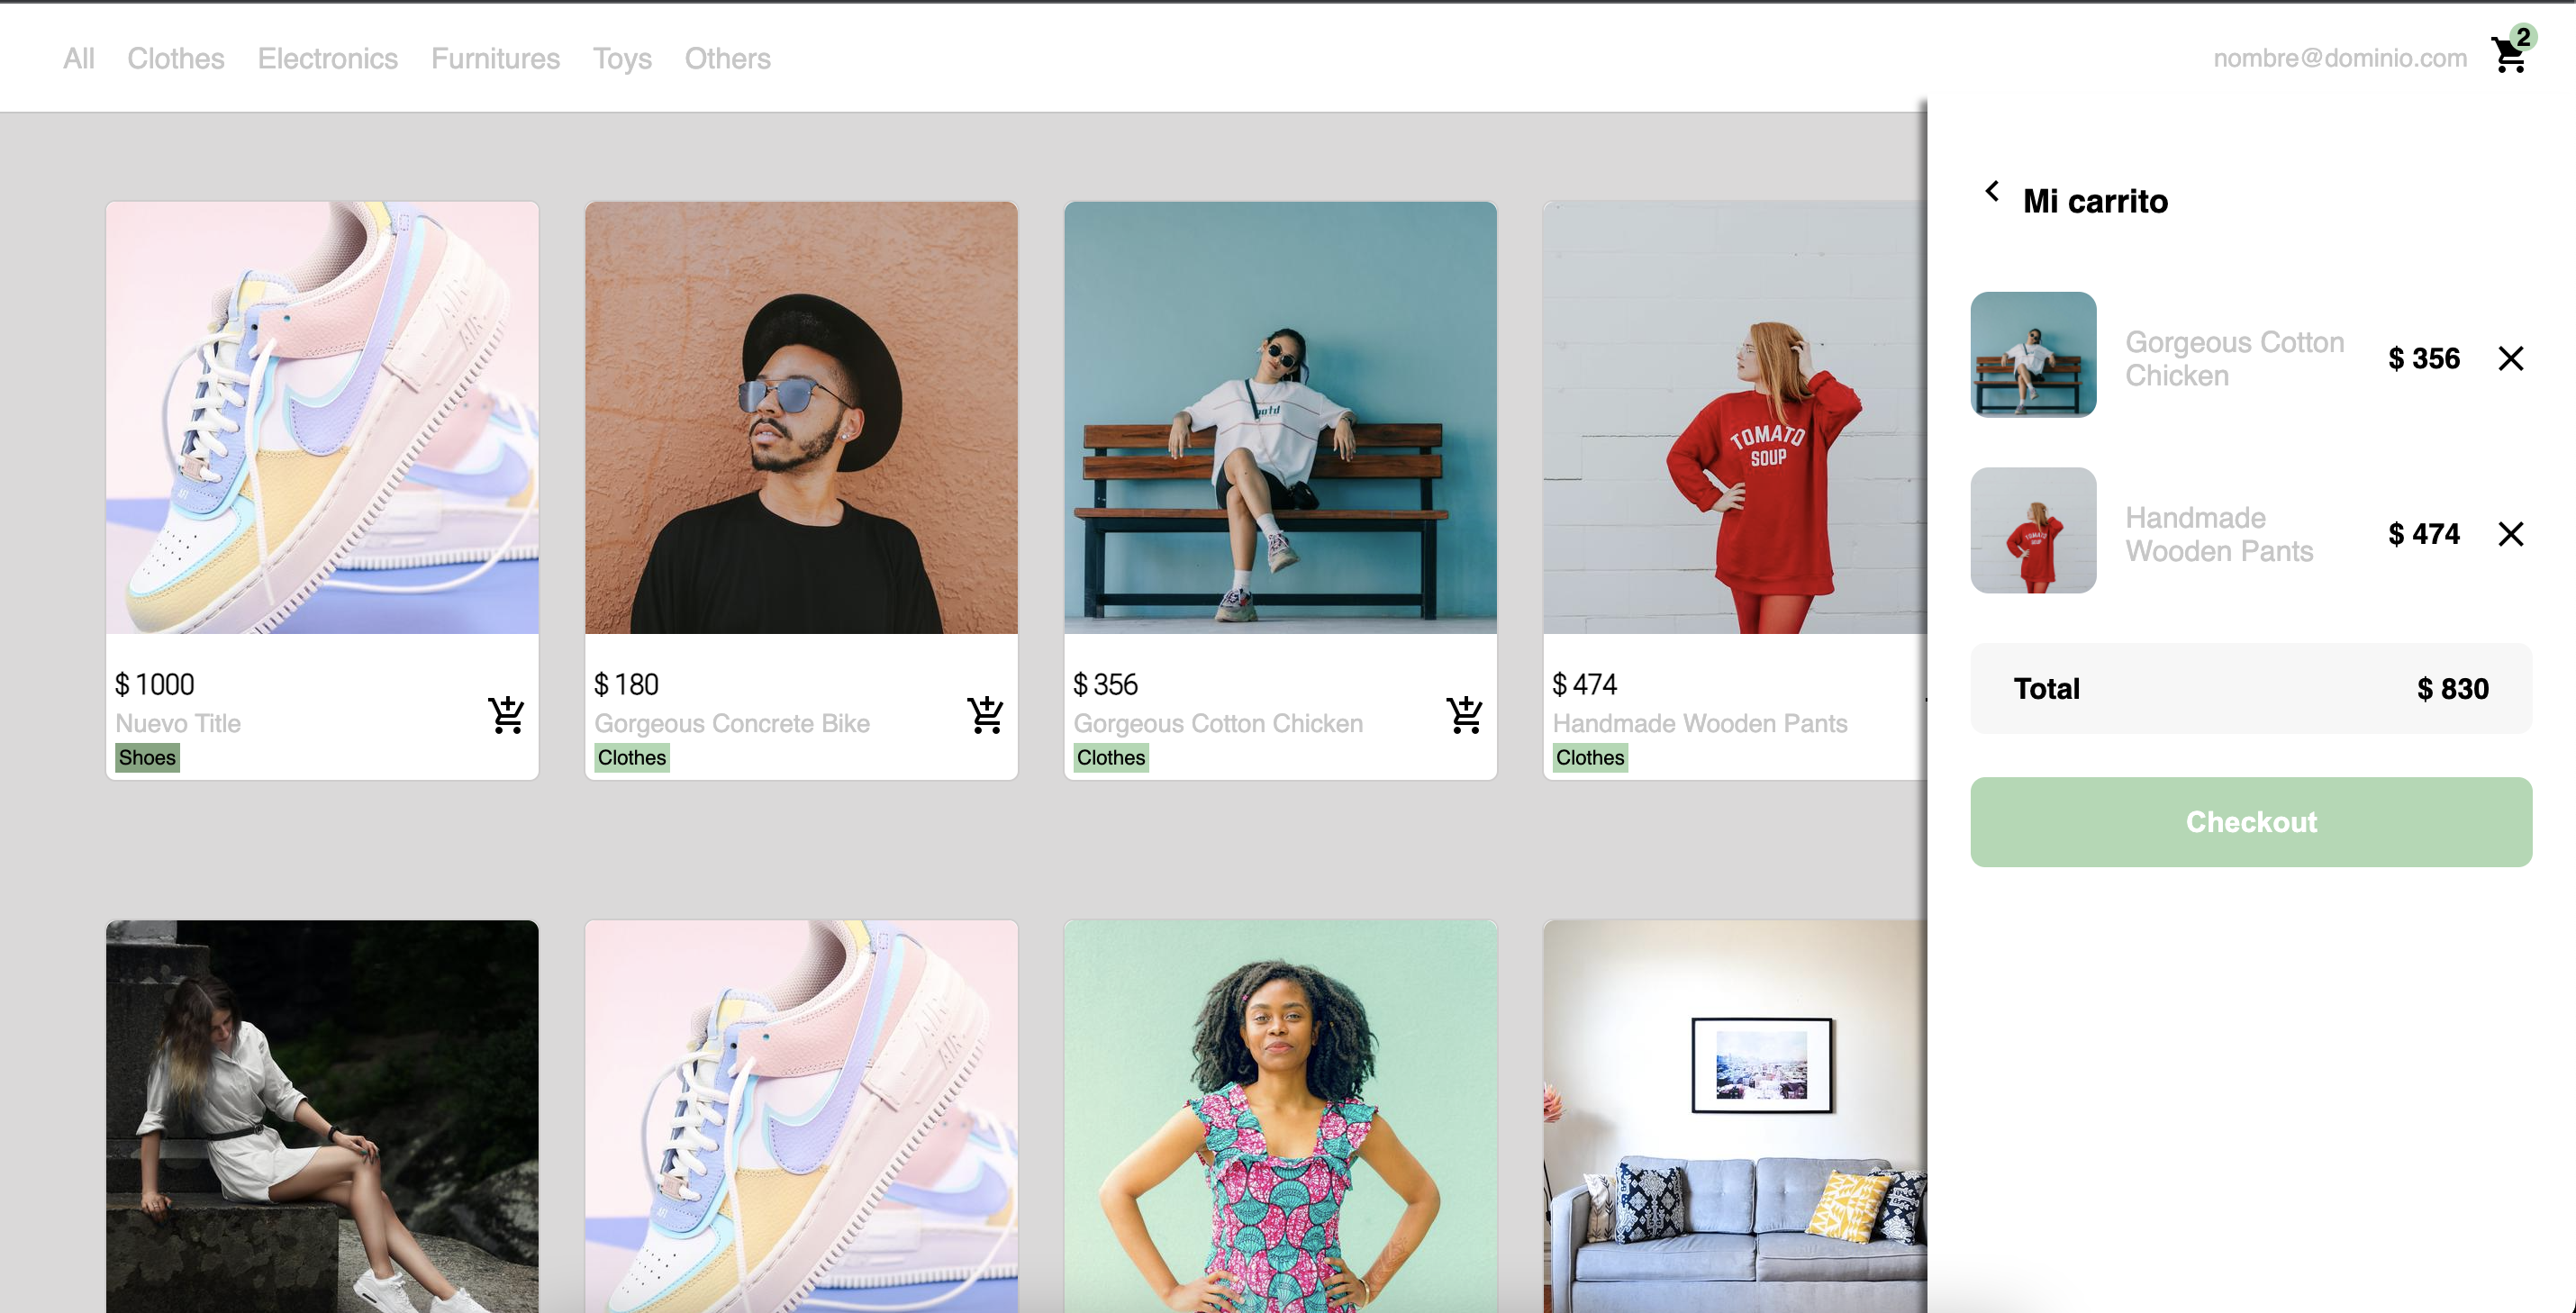 All Clothes Electronics Furnitures Toys Others
nombre@dominio.com 2
Mi carrito
Gorgeous Cotton
Chicken
$ 356
Handmade
Wooden Pants
$ 474
Total $ 830
Checkout
TOMATO
SOUP
$ 1000
Nuevo Title
Shoes
$ 180
Gorgeous Concrete Bike
Clothes
$ 356
Gorgeous Cotton Chicken
Clothes
$ 474
Handmade Wooden Pants
Clothes